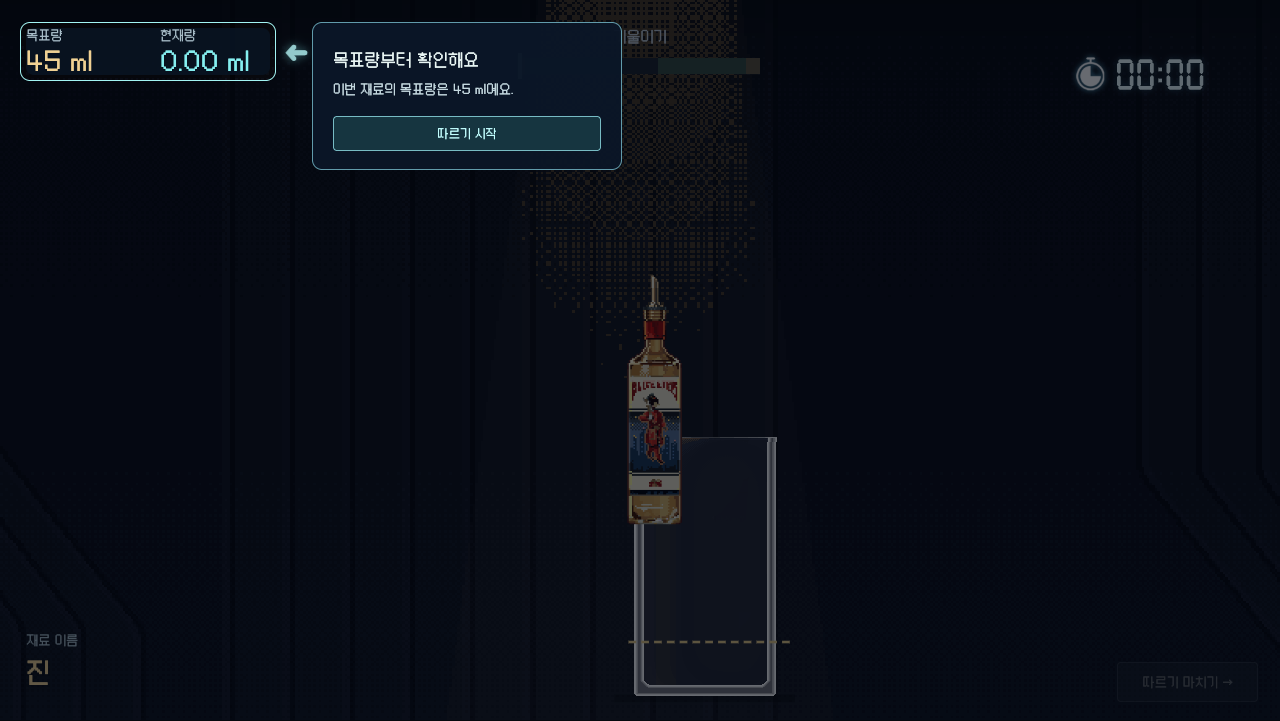 목표량
45 ml
현재량
0.00 ml
목표량부터 확인해요
이번 재료의 목표량은 45 ml예요.
따르기 시작
00:00
재료 이름
진
따르기 마치기 →